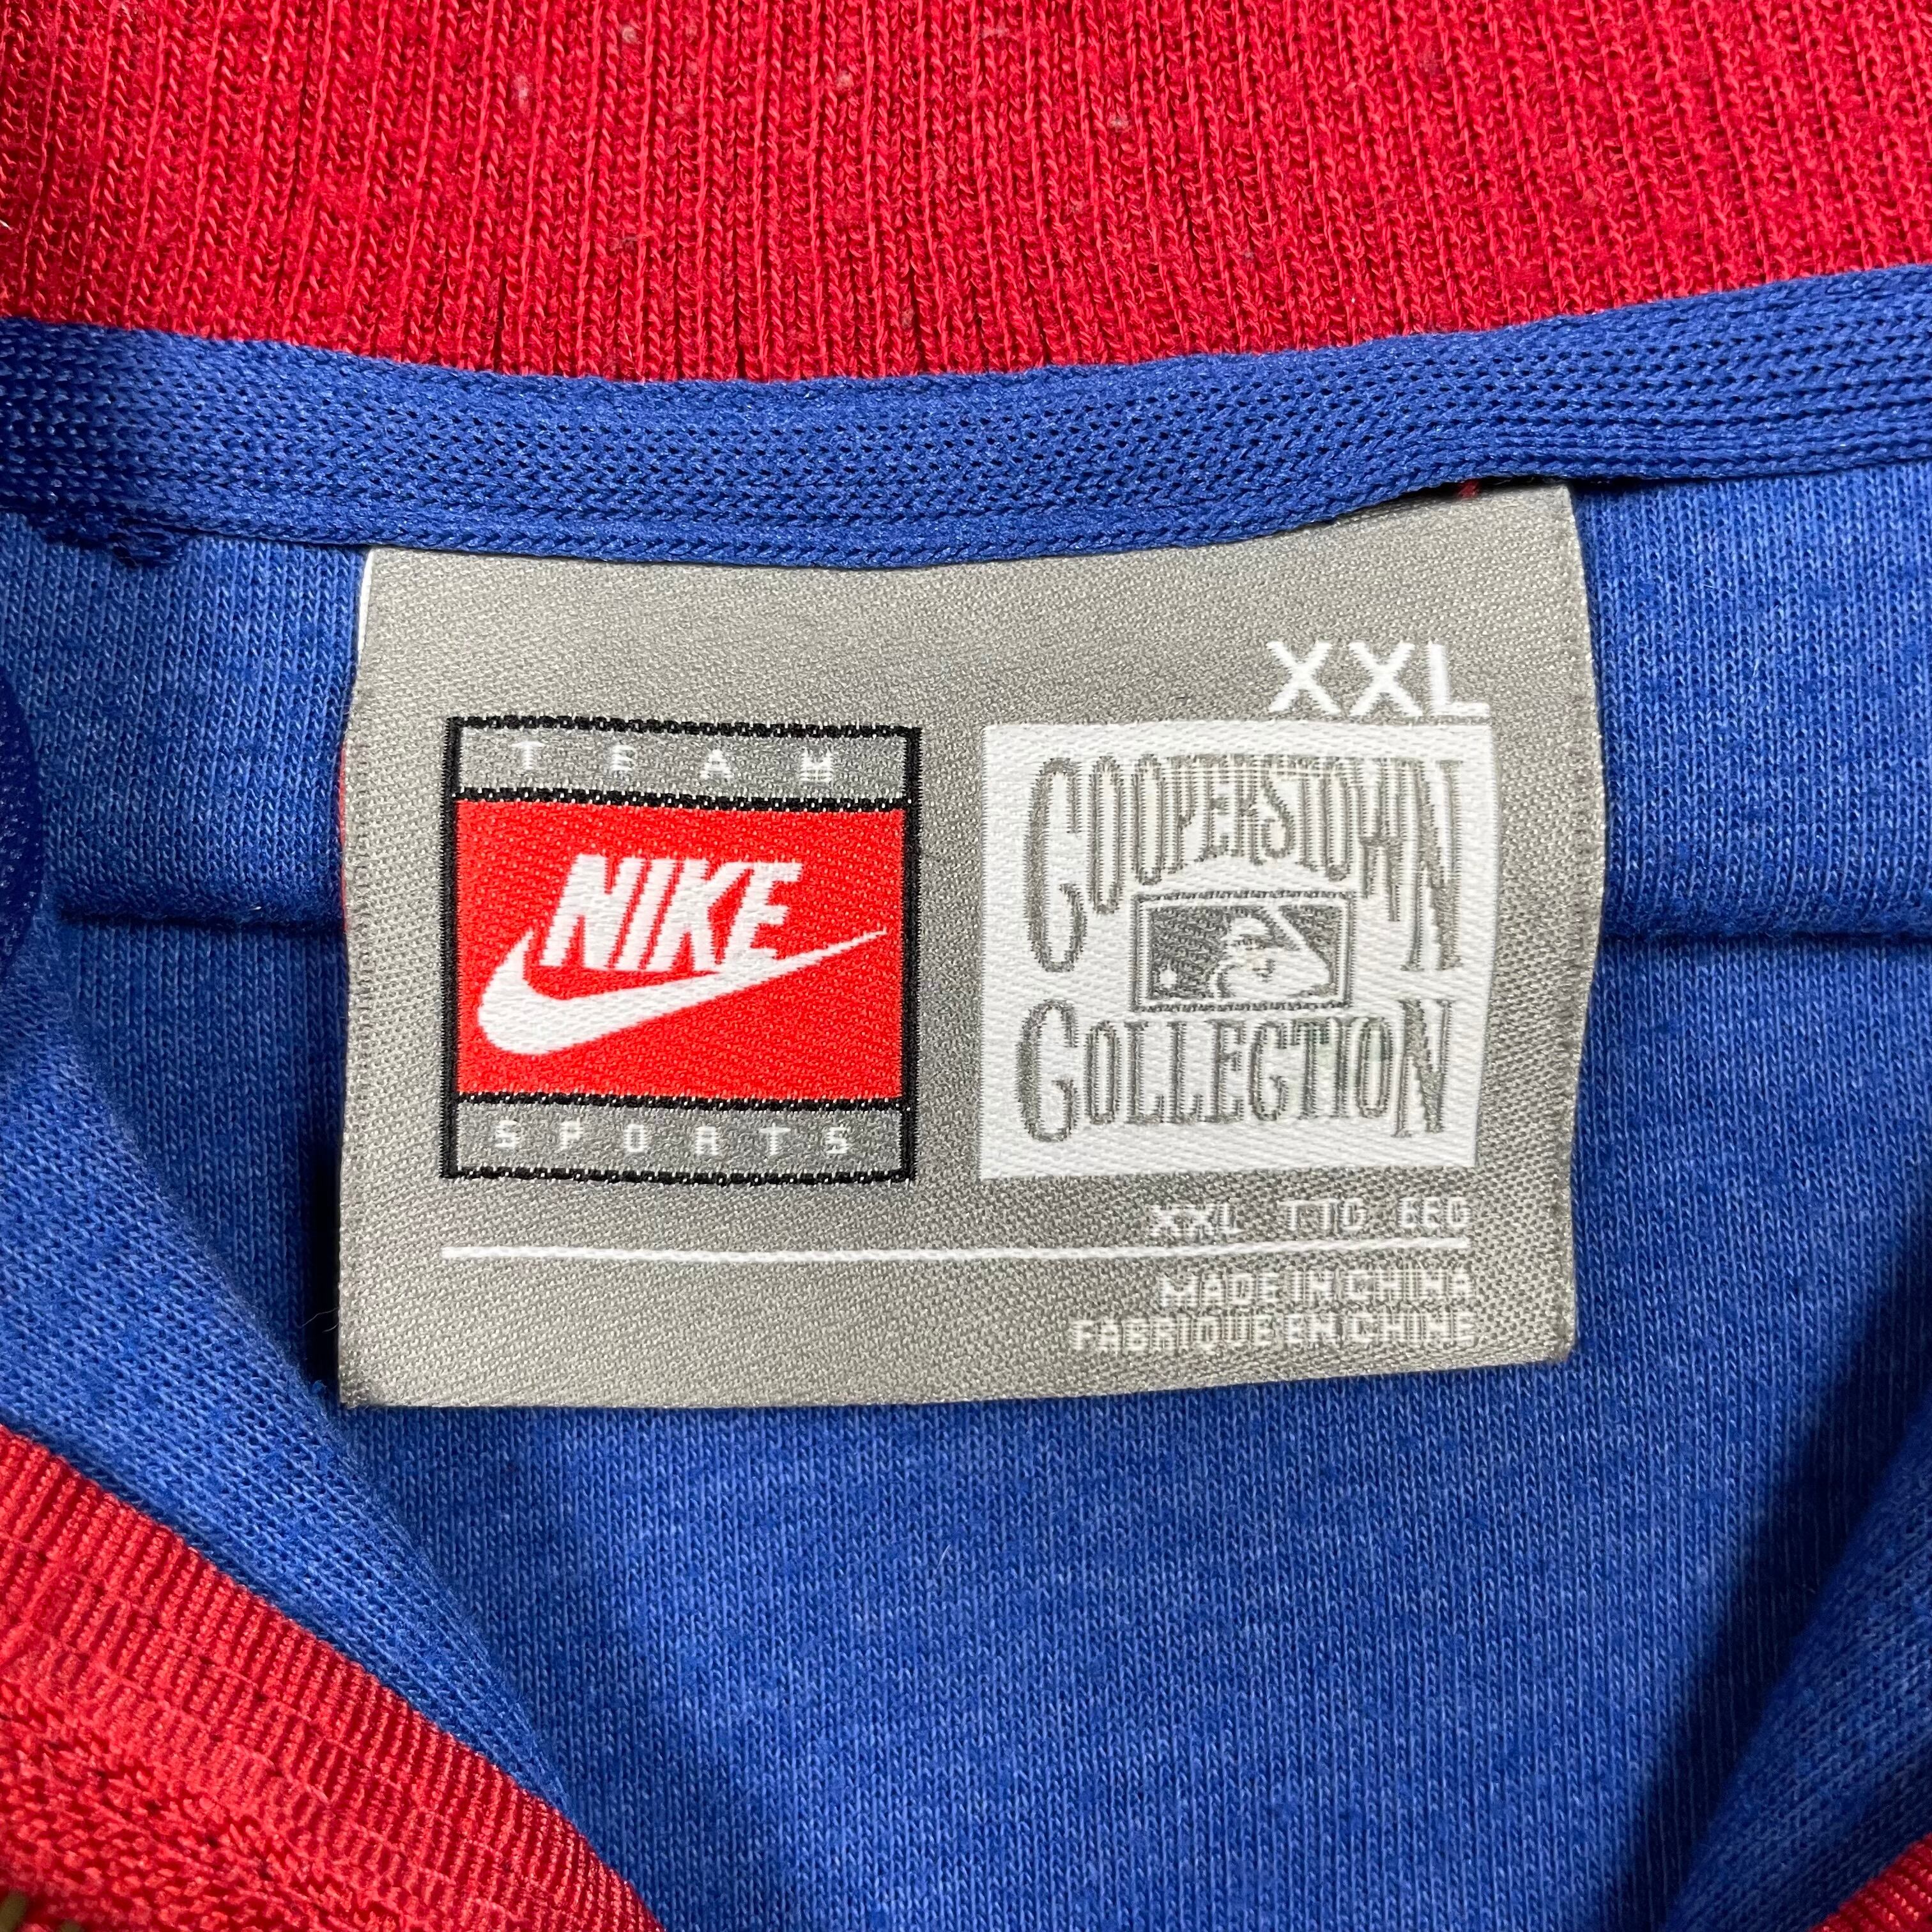 XXL
TEAM
NIKE
SPORTS
COOPERSTOWN
COLLECTION
XXL TTG EEG
MADE IN CHINA
FABRIQUE EN CHINE